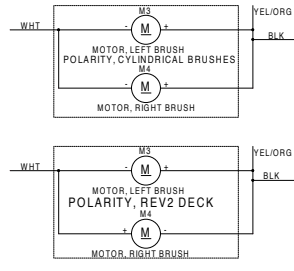 M3
YEL/ORG
WHT
- M +
BLK
MOTOR, LEFT BRUSH
POLARITY, CYLINDRICAL BRUSHES
M4
- M +
MOTOR, RIGHT BRUSH
M3
YEL/ORG
WHT
- M +
BLK
MOTOR, LEFT BRUSH
POLARITY, REV2 DECK
M4
+ M -
MOTOR, RIGHT BRUSH